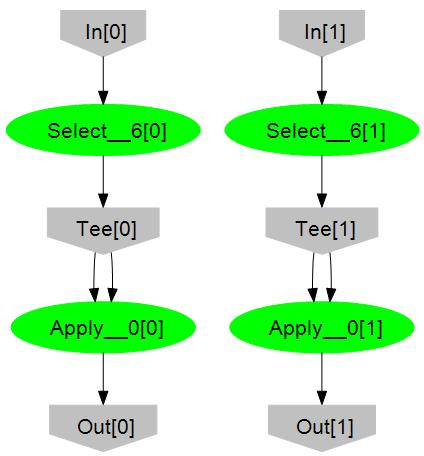 In[0]
In[1]
Select__6[0]
Select__6[1]
Tee[0]
Tee[1]
Apply__0[0]
Apply__0[1]
Out[0]
Out[1]